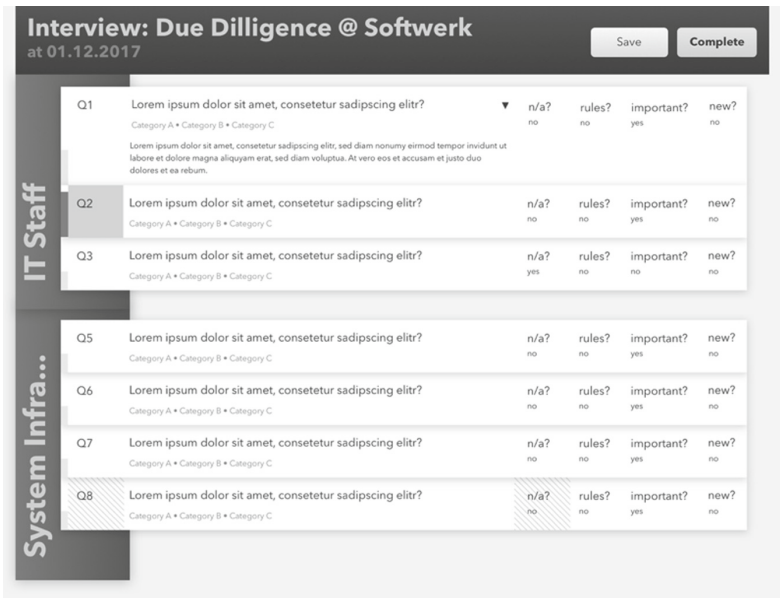 Interview: Due Dilligence @ Softwerk
at 01.12.2017
Save
Complete
IT Staff
Q1 Lorem ipsum dolor sit amet, consetetur sadipscing elitr? ▼ n/a? rules? important? new?
Category A • Category B • Category C no no yes no
Lorem ipsum dolor sit amet, consetetur sadipscing elitr, sed diam nonumy eirmod tempor invidunt ut
labore et dolore magna aliquyam erat, sed diam voluptua. At vero eos et accusam et justo duo
dolores et ea rebum.
Q2 Lorem ipsum dolor sit amet, consetetur sadipscing elitr? n/a? rules? important? new?
Category A • Category B • Category C no no yes no
Q3 Lorem ipsum dolor sit amet, consetetur sadipscing elitr? n/a? rules? important? new?
Category A • Category B • Category C yes no no no
System Infra...
Q5 Lorem ipsum dolor sit amet, consetetur sadipscing elitr? n/a? rules? important? new?
Category A • Category B • Category C no no yes no
Q6 Lorem ipsum dolor sit amet, consetetur sadipscing elitr? n/a? rules? important? new?
Category A • Category B • Category C no no yes no
Q7 Lorem ipsum dolor sit amet, consetetur sadipscing elitr? n/a? rules? important? new?
Category A • Category B • Category C no no yes no
Q8 Lorem ipsum dolor sit amet, consetetur sadipscing elitr? n/a? rules? important? new?
Category A • Category B • Category C no no yes no